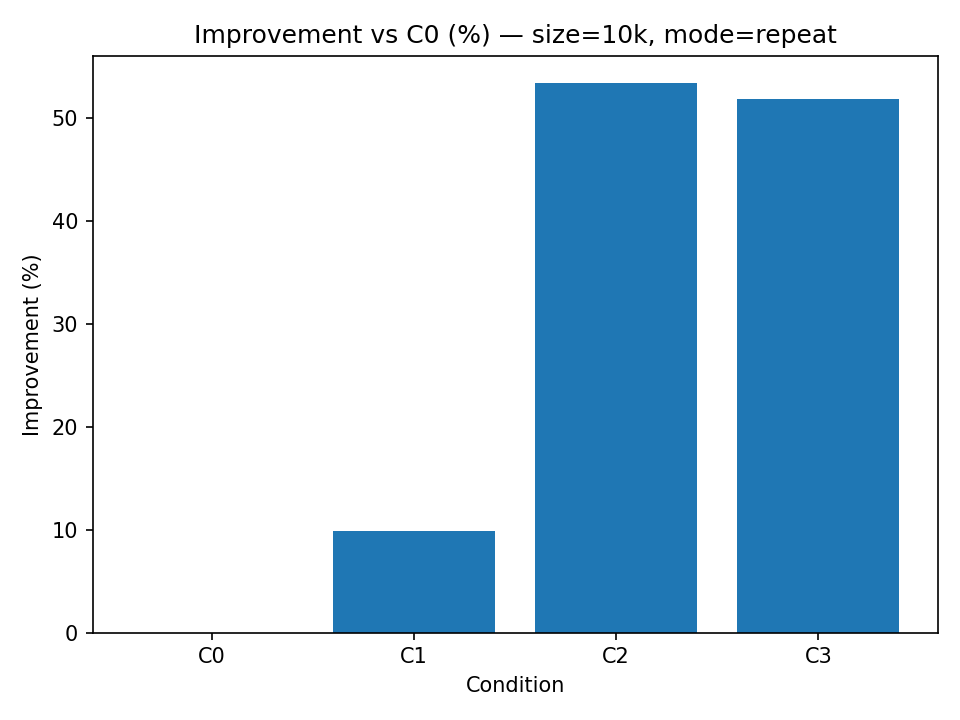 Improvement vs C0 (%) — size=10k, mode=repeat
Improvement (%)
50
40
30
20
10
0
C0 C1 C2 C3
Condition